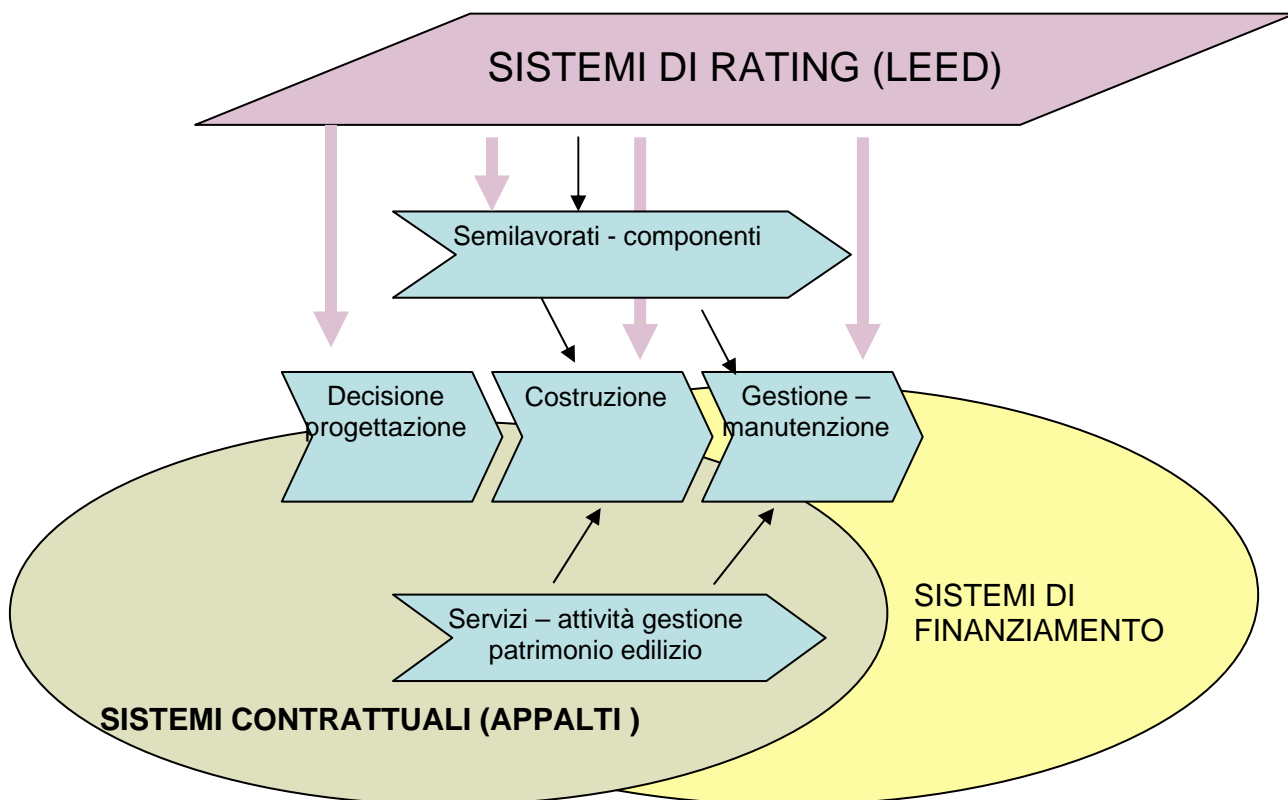 SISTEMI DI RATING (LEED)
Semilavorati - componenti
Decisione
progettazione
Costruzione
Gestione –
manutenzione
Servizi – attività gestione
patrimonio edilizio
SISTEMI DI
FINANZIAMENTO
SISTEMI CONTRATTUALI (APPALTI )